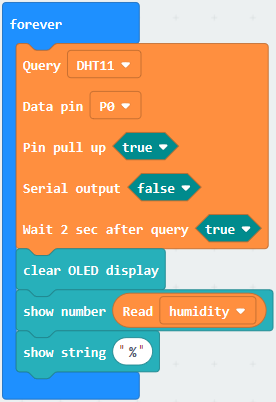 forever
Query DHT11
Data pin P0
Pin pull up true
Serial output false
Wait 2 sec after query true
clear OLED display
show number Read humidity
show string "%"